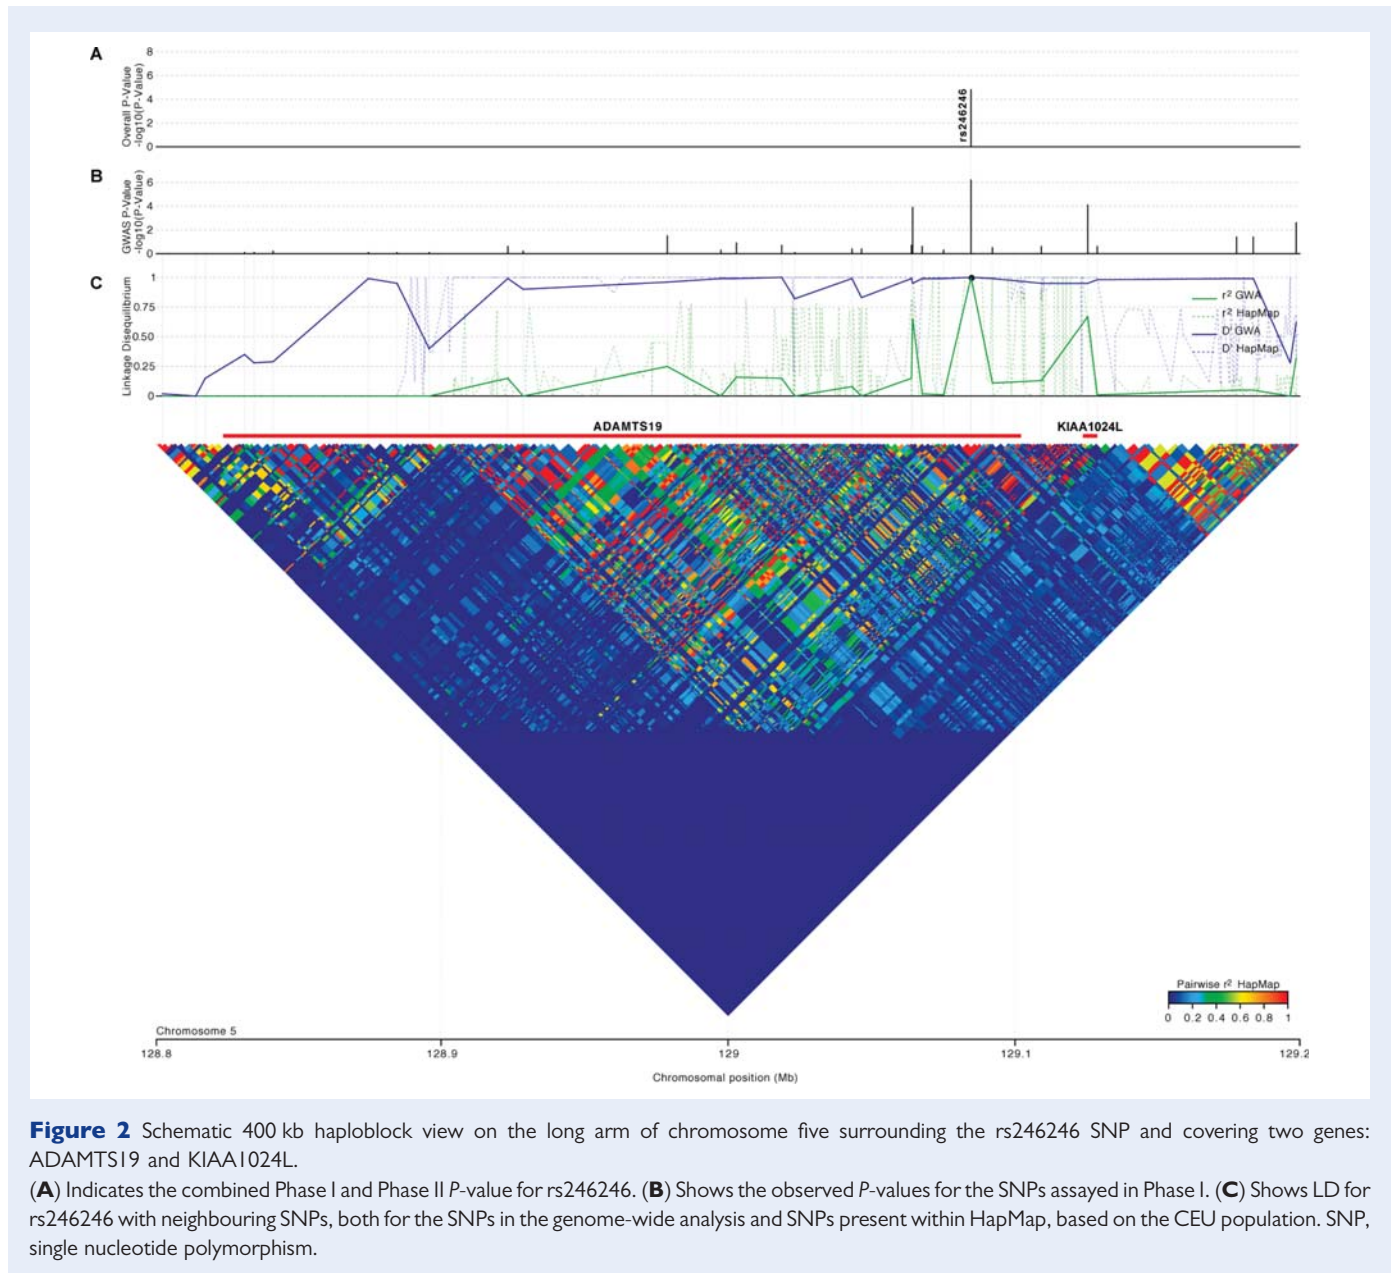 A
Overall P-Value
-log10(P-Value)
8
6
4
2
0
rs246246
B
GWAS P-Value
-log10(P-Value)
6
4
2
0
C
Linkage Disequilibrium
1
0.75
0.50
0.25
0
r² GWA
r² HapMap
D' GWA
D' HapMap
ADAMTS19
KIAA1024L
Pairwise r² HapMap
0 0.2 0.4 0.6 0.8 1
Chromosome 5
128.8 128.9 129 129.1 129.2
Chromosomal position (Mb)
Figure 2 Schematic 400 kb haploblock view on the long arm of chromosome five surrounding the rs246246 SNP and covering two genes:
ADAMTS19 and KIAA1024L.
(A) Indicates the combined Phase I and Phase II P-value for rs246246. (B) Shows the observed P-values for the SNPs assayed in Phase I. (C) Shows LD for
rs246246 with neighbouring SNPs, both for the SNPs in the genome-wide analysis and SNPs present within HapMap, based on the CEU population. SNP,
single nucleotide polymorphism.